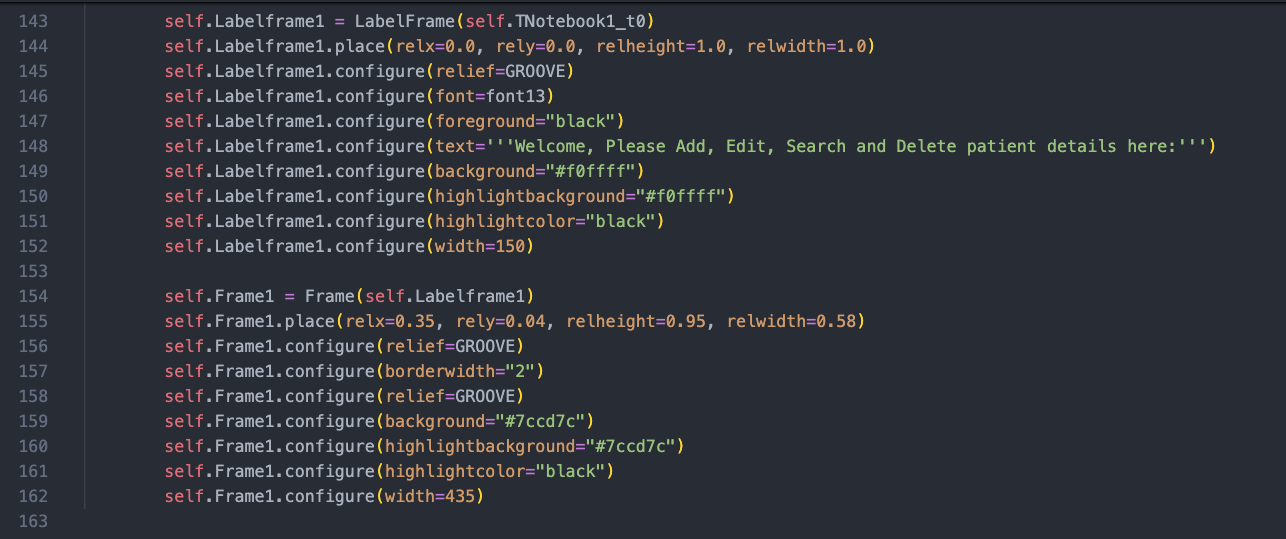 143 self.Labelframe1 = LabelFrame(self.TNotebook1_t0)
144 self.Labelframe1.place(relx=0.0, rely=0.0, relheight=1.0, relwidth=1.0)
145 self.Labelframe1.configure(relief=GROOVE)
146 self.Labelframe1.configure(font=font13)
147 self.Labelframe1.configure(foreground="black")
148 self.Labelframe1.configure(text='''Welcome, Please Add, Edit, Search and Delete patient details here:''')
149 self.Labelframe1.configure(background="#f0ffff")
150 self.Labelframe1.configure(highlightbackground="#f0ffff")
151 self.Labelframe1.configure(highlightcolor="black")
152 self.Labelframe1.configure(width=150)
153
154 self.Frame1 = Frame(self.Labelframe1)
155 self.Frame1.place(relx=0.35, rely=0.04, relheight=0.95, relwidth=0.58)
156 self.Frame1.configure(relief=GROOVE)
157 self.Frame1.configure(borderwidth="2")
158 self.Frame1.configure(relief=GROOVE)
159 self.Frame1.configure(background="#7ccd7c")
160 self.Frame1.configure(highlightbackground="#7ccd7c")
161 self.Frame1.configure(highlightcolor="black")
162 self.Frame1.configure(width=435)
163